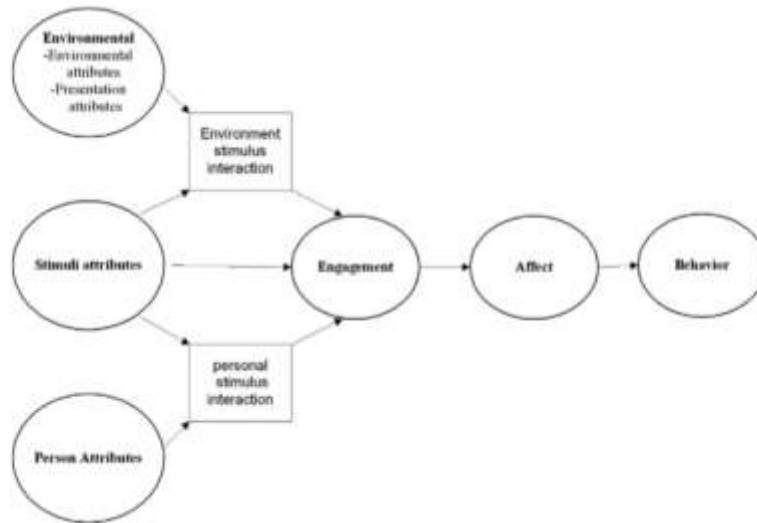 Environmental
-Environmental
attributes
-Presentation
attributes
Environment
stimulus
interaction
Stimuli attributes
Engagement
Affect
Behavior
personal
stimulus
interaction
Person Attributes